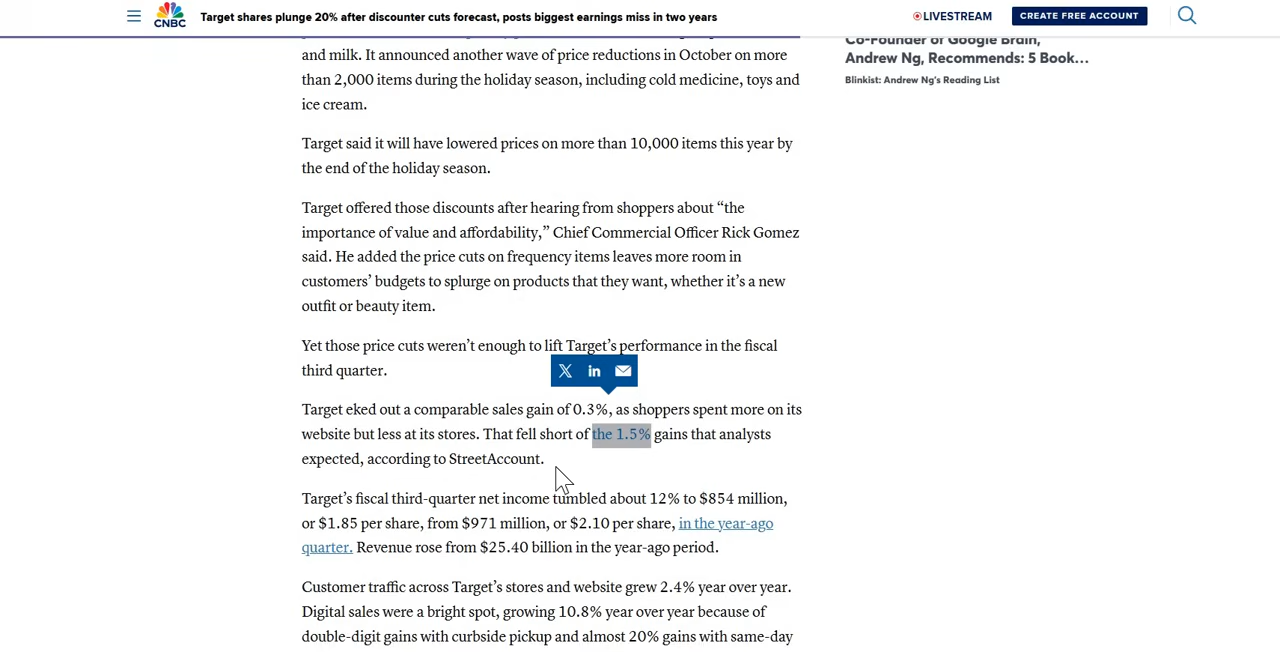 CNBC
Target shares plunge 20% after discounter cuts forecast, posts biggest earnings miss in two years
LIVESTREAM
CREATE FREE ACCOUNT
and milk. It announced another wave of price reductions in October on more
than 2,000 items during the holiday season, including cold medicine, toys and
ice cream.
Target said it will have lowered prices on more than 10,000 items this year by
the end of the holiday season.
Target offered those discounts after hearing from shoppers about “the
importance of value and affordability,” Chief Commercial Officer Rick Gomez
said. He added the price cuts on frequency items leaves more room in
customers’ budgets to splurge on products that they want, whether it’s a new
outfit or beauty item.
Yet those price cuts weren’t enough to lift Target’s performance in the fiscal
third quarter.
X in
Target eked out a comparable sales gain of 0.3%, as shoppers spent more on its
website but less at its stores. That fell short of the 1.5% gains that analysts
expected, according to StreetAccount.
Target’s fiscal third-quarter net income tumbled about 12% to $854 million,
or $1.85 per share, from $971 million, or $2.10 per share, in the year-ago
quarter. Revenue rose from $25.40 billion in the year-ago period.
Customer traffic across Target’s stores and website grew 2.4% year over year.
Digital sales were a bright spot, growing 10.8% year over year because of
double-digit gains with curbside pickup and almost 20% gains with same-day
Co-Founder of Google Brain,
Andrew Ng, Recommends: 5 Book…
Blinkist: Andrew Ng's Reading List